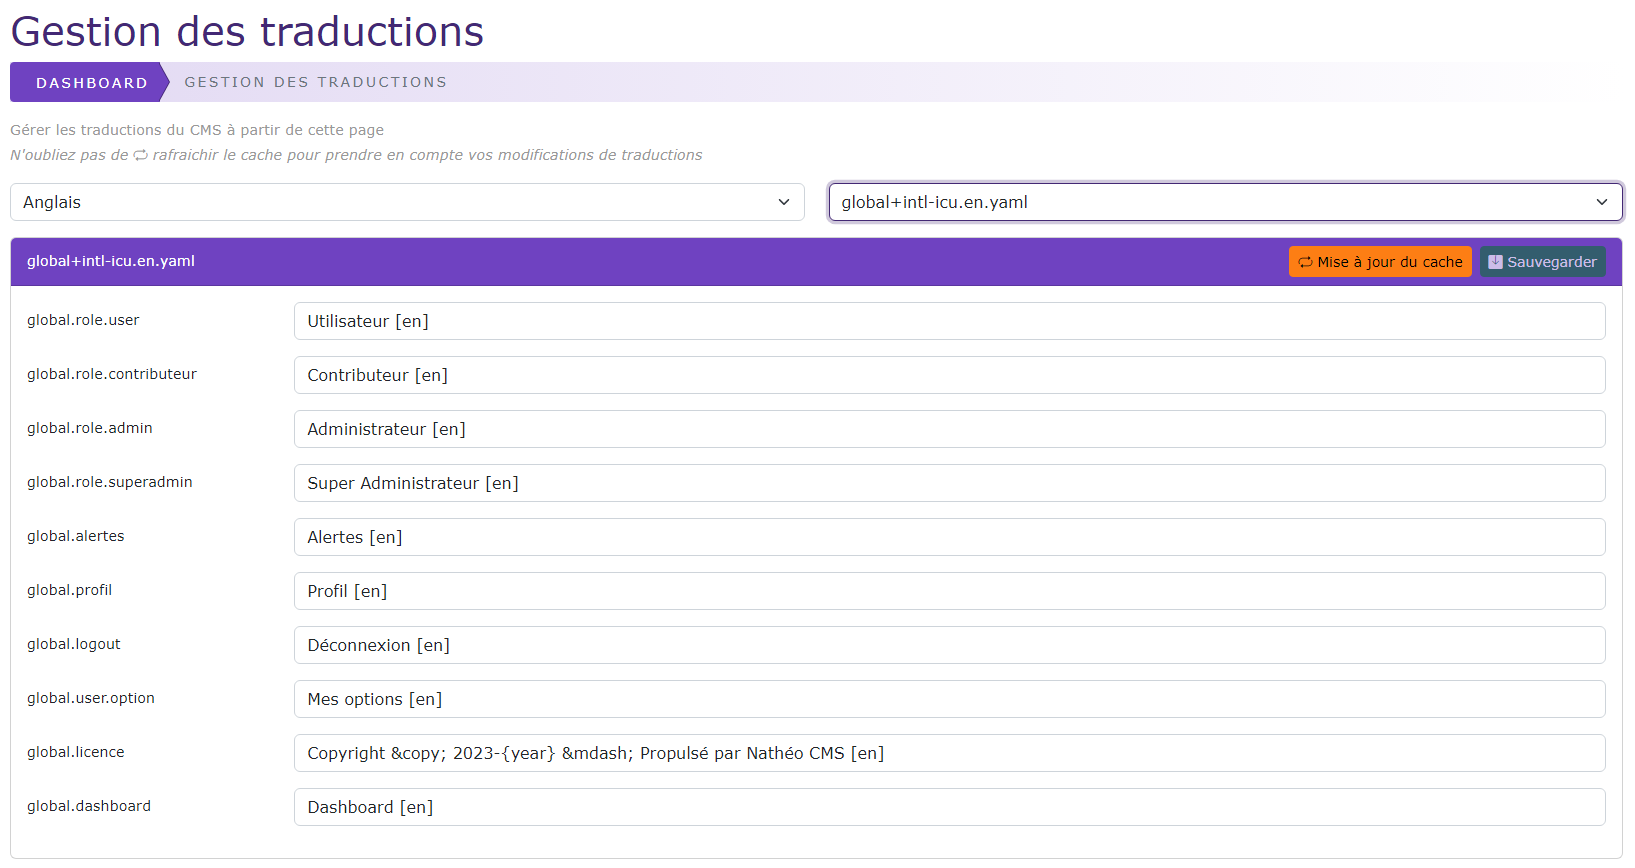 Gestion des traductions
DASHBOARD GESTION DES TRADUCTIONS
Gérer les traductions du CMS à partir de cette page
N'oubliez pas de rafraichir le cache pour prendre en compte vos modifications de traductions
Anglais global+intl-icu.en.yaml
global+intl-icu.en.yaml Mise à jour du cache Sauvegarder
global.role.user Utilisateur [en]
global.role.contributeur Contributeur [en]
global.role.admin Administrateur [en]
global.role.superadmin Super Administrateur [en]
global.alertes Alertes [en]
global.profil Profil [en]
global.logout Déconnexion [en]
global.user.option Mes options [en]
global.licence Copyright &copy; 2023-{year} &mdash; Propulsé par Nathéo CMS [en]
global.dashboard Dashboard [en]